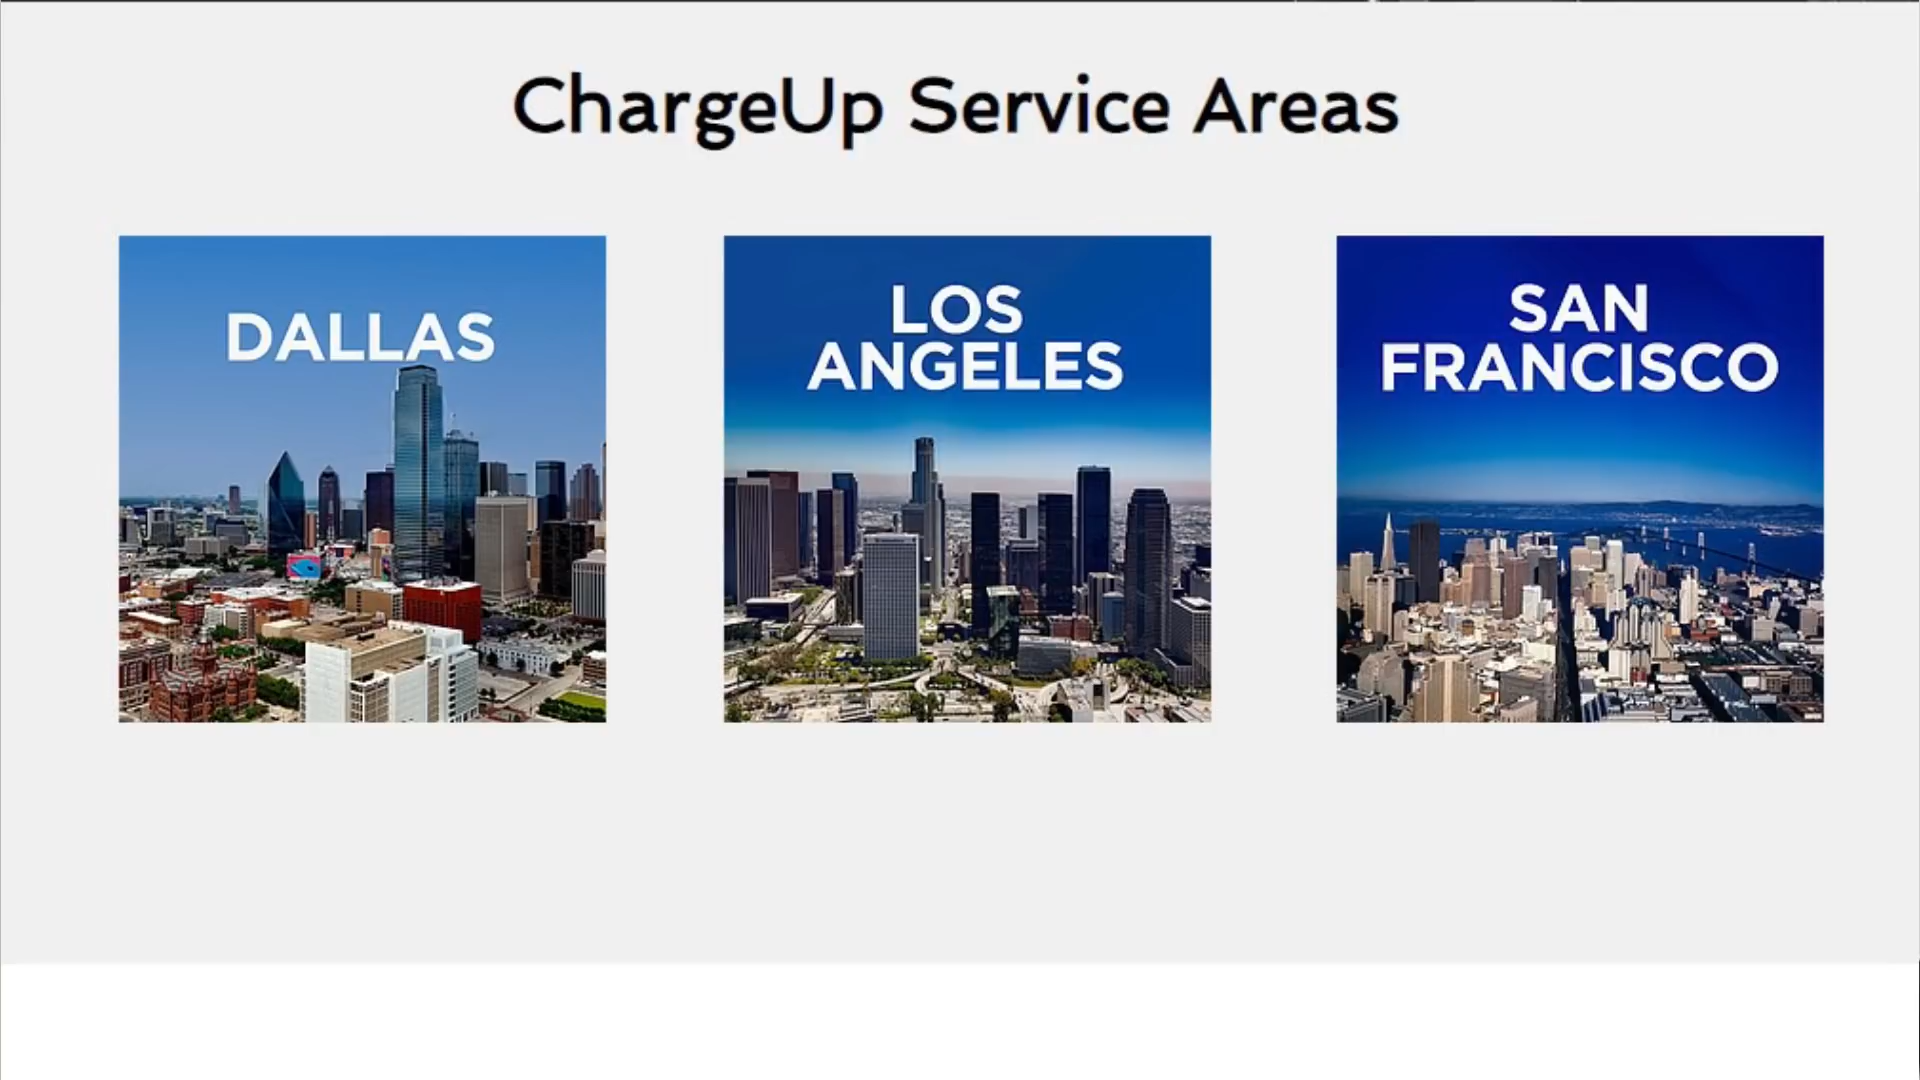 ChargeUp Service Areas
DALLAS
LOS
ANGELES
SAN
FRANCISCO